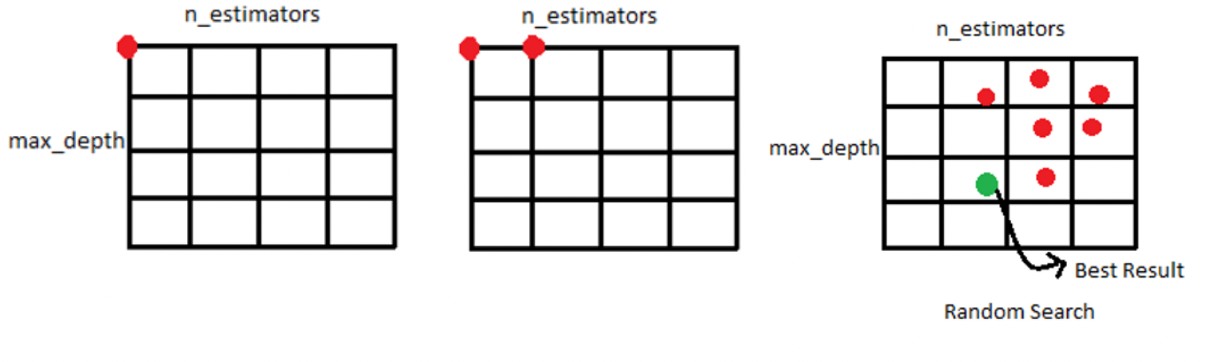 n_estimators
max_depth
n_estimators
n_estimators
max_depth
Best Result
Random Search